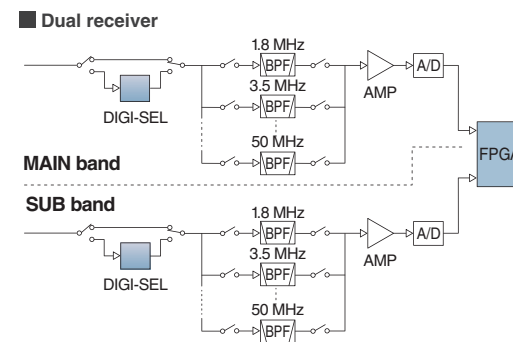 Dual receiver
1.8 MHz
BPF
A/D
3.5 MHz
AMP
BPF
DIGI-SEL
50 MHz
MAIN band
BPF
FPGA
SUB band
1.8 MHz
BPF
A/D
3.5 MHz
AMP
BPF
DIGI-SEL
50 MHz
BPF